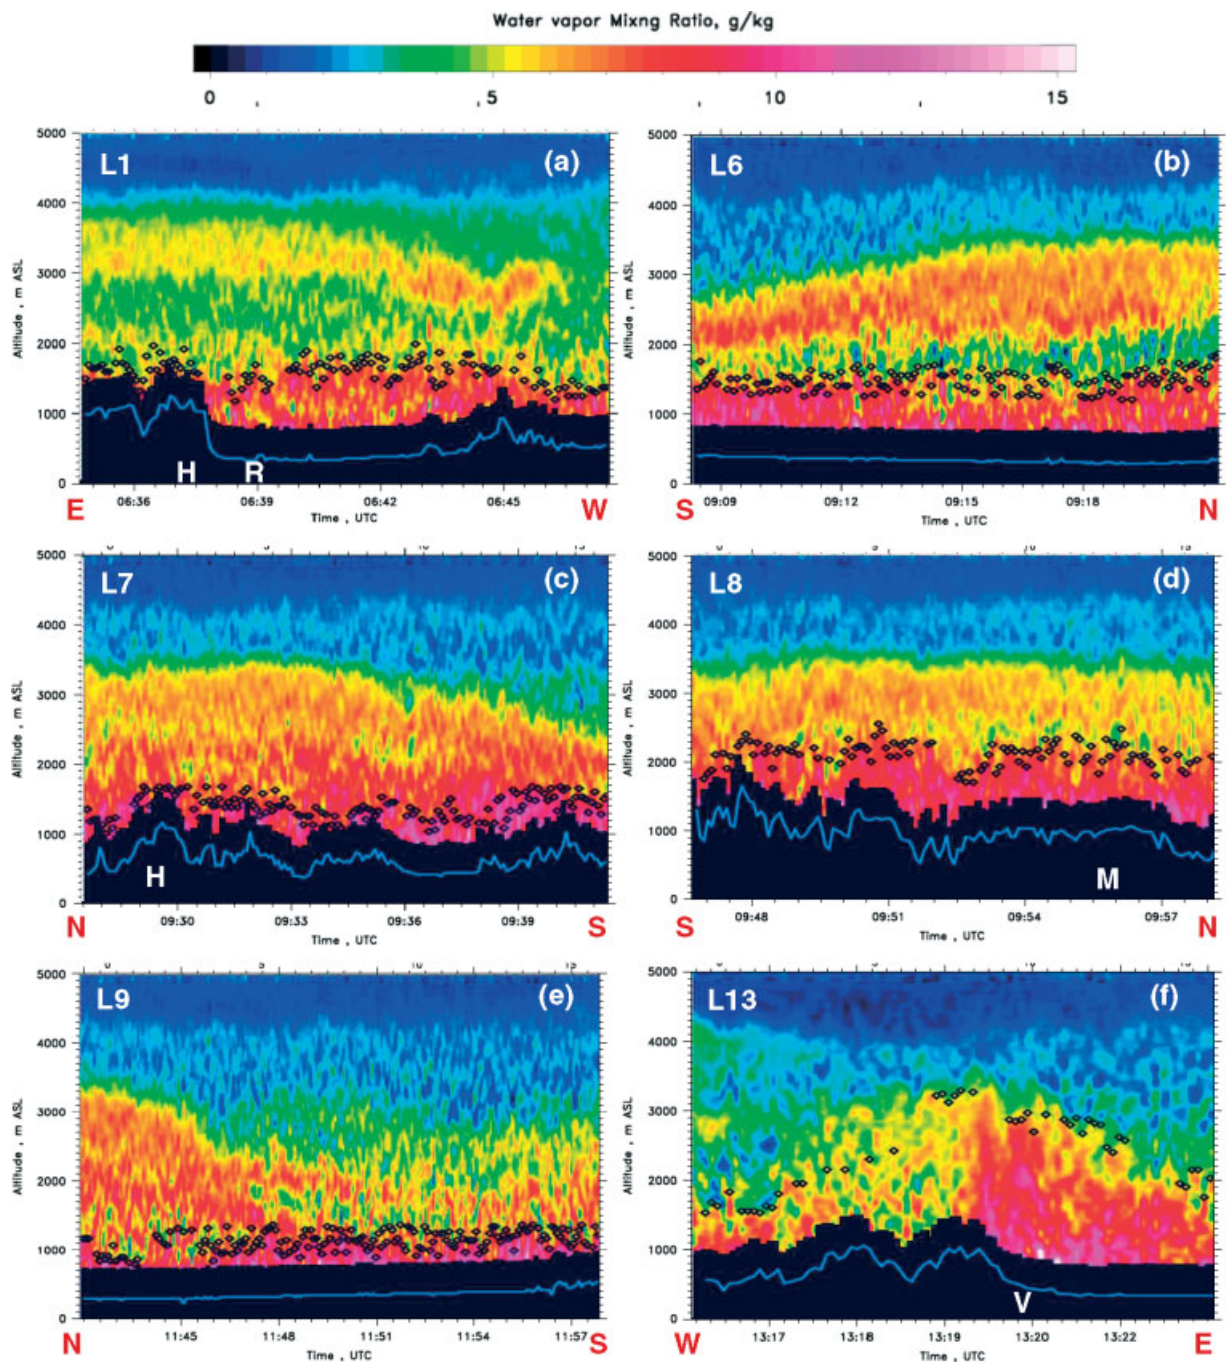 Water vapor Mixng Ratio, g/kg
0 , ,5 , 10 , 15
L1 (a)
5000
4000
3000
2000
1000
0
Altitude , m ASL
H R
06:36 06:39 06:42 06:45
E Time , UTC W
L6 (b)
5000
4000
3000
2000
1000
0
Altitude , m ASL
09:09 09:12 09:15 09:18
S Time , UTC N
L7 (c)
5000
4000
3000
2000
1000
0
Altitude , m ASL
H
09:30 09:33 09:36 09:39
N Time , UTC S
L8 (d)
5000
4000
3000
2000
1000
0
Altitude , m ASL
M
09:48 09:51 09:54 09:57
S Time , UTC N
L9 (e)
5000
4000
3000
2000
1000
0
Altitude , m ASL
11:45 11:48 11:51 11:54 11:57
N Time , UTC S
L13 (f)
5000
4000
3000
2000
1000
0
Altitude , m ASL
V
13:17 13:18 13:19 13:20 13:22
W Time , UTC E